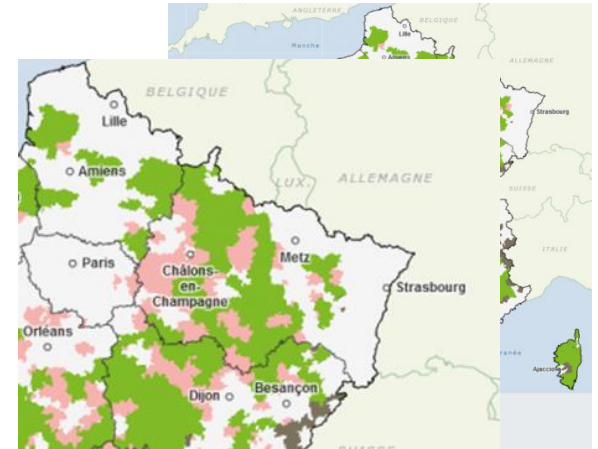 ANGLETERRE
BELGIQUE
Lille
Manche
Amiens
ALLEMAGNE
Strasbourg
SUISSE
ITALIE
Ajaccio
BELGIQUE
Lille
Amiens
LUX.
ALLEMAGNE
Paris
Metz
Châlons-
en-
Champagne
Strasbourg
Orléans
Dijon
Besançon